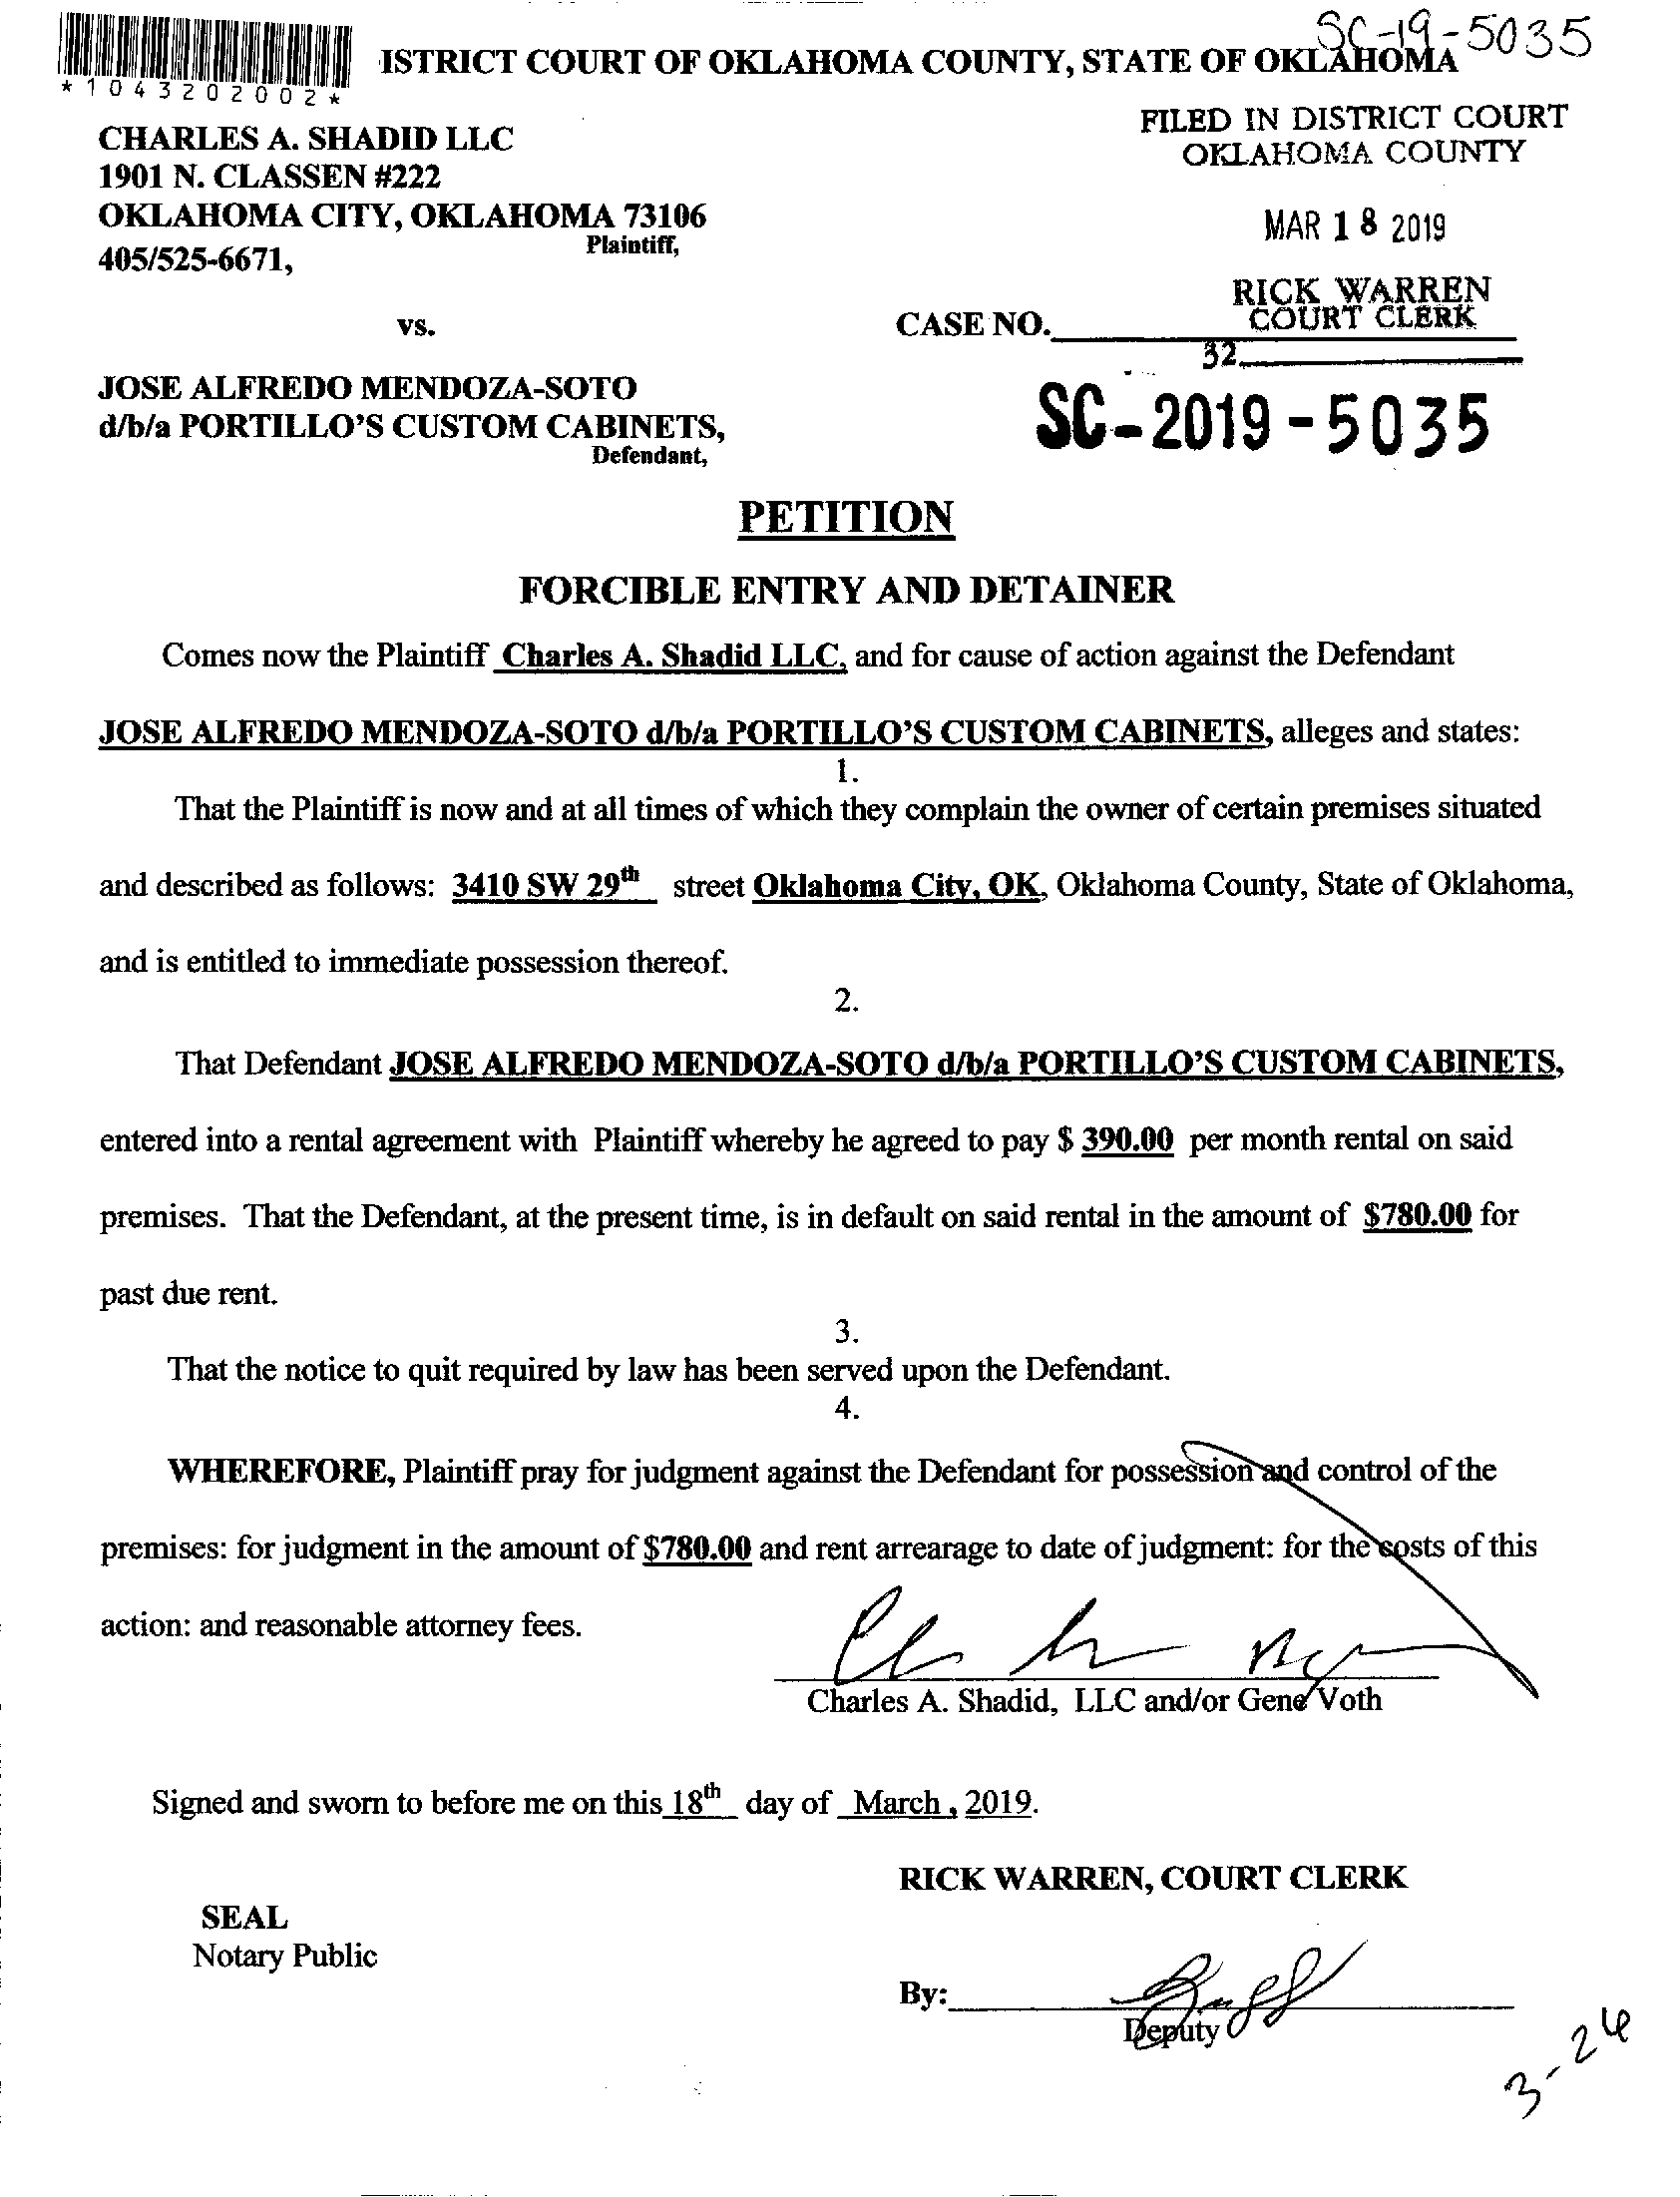 SC-19-5035
ISTRICT COURT OF OKLAHOMA COUNTY, STATE OF OKLAHOMA
*1043202002*
FILED IN DISTRICT COURT
OKLAHOMA COUNTY
CHARLES A. SHADID LLC
1901 N. CLASSEN #222
OKLAHOMA CITY, OKLAHOMA 73106
Plaintiff,
405/525-6671,
MAR 18 2019
RICK WARREN
COURT CLERK
vs.
CASE NO.
32
JOSE ALFREDO MENDOZA-SOTO
d/b/a PORTILLO'S CUSTOM CABINETS,
Defendant,
SC-2019-5035
PETITION
FORCIBLE ENTRY AND DETAINER
Comes now the Plaintiff Charles A. Shadid LLC, and for cause of action against the Defendant
JOSE ALFREDO MENDOZA-SOTO d/b/a PORTILLO'S CUSTOM CABINETS, alleges and states:
1.
That the Plaintiff is now and at all times of which they complain the owner of certain premises situated
and described as follows: 3410 SW 29th street Oklahoma City, OK, Oklahoma County, State of Oklahoma,
and is entitled to immediate possession thereof.
2.
That Defendant JOSE ALFREDO MENDOZA-SOTO d/b/a PORTILLO'S CUSTOM CABINETS,
entered into a rental agreement with Plaintiff whereby he agreed to pay $ 390.00 per month rental on said
premises. That the Defendant, at the present time, is in default on said rental in the amount of $780.00 for
past due rent.
3.
That the notice to quit required by law has been served upon the Defendant.
4.
WHEREFORE, Plaintiff pray for judgment against the Defendant for possession and control of the
premises: for judgment in the amount of $780.00 and rent arrearage to date of judgment: for the costs of this
action: and reasonable attorney fees.
Charles A. Shadid, LLC and/or Gene Voth
Signed and sworn to before me on this 18th day of March , 2019.
RICK WARREN, COURT CLERK
SEAL
Notary Public
By:
Deputy
3-26